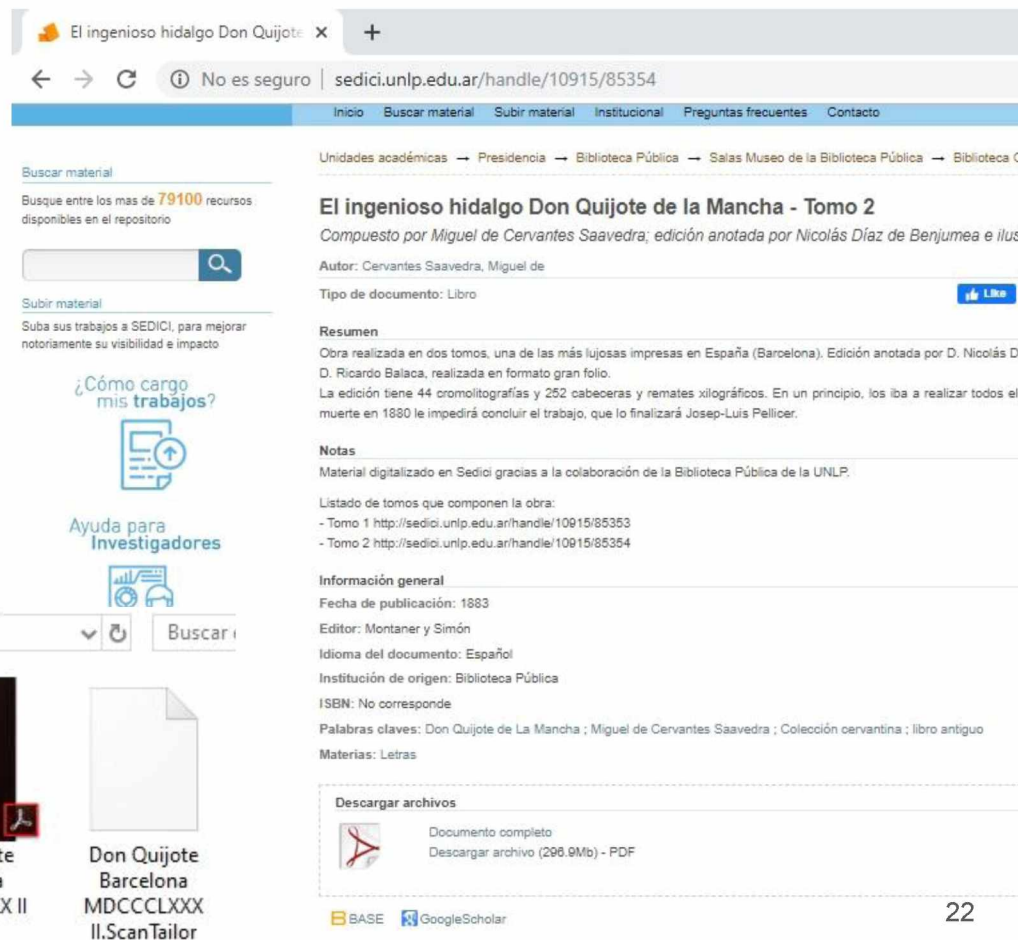 El ingenioso hidalgo Don Quijote
No es seguro | sedici.unlp.edu.ar/handle/10915/85354
Inicio Buscar material Subir material Institucional Preguntas frecuentes Contacto
Unidades académicas → Presidencia → Biblioteca Pública → Salas Museo de la Biblioteca Pública → Biblioteca
Buscar material
Busque entre los mas de 79100 recursos
disponibles en el repositorio
Subir material
Suba sus trabajos a SEDICI, para mejorar
notoriamente su visibilidad e impacto
¿Cómo cargo
mis trabajos?
Ayuda para
Investigadores
El ingenioso hidalgo Don Quijote de la Mancha - Tomo 2
Compuesto por Miguel de Cervantes Saavedra; edición anotada por Nicolás Díaz de Benjumea e ilus
Autor: Cervantes Saavedra, Miguel de
Tipo de documento: Libro
Like
Resumen
Obra realizada en dos tomos, una de las más lujosas impresas en España (Barcelona). Edición anotada por D. Nicolás D
D. Ricardo Balaca, realizada en formato gran folio.
La edición tiene 44 cromolitografías y 252 cabeceras y remates xilográficos. En un principio, los iba a realizar todos el
muerte en 1880 le impedirá concluir el trabajo, que lo finalizará Josep-Luis Pellicer.
Notas
Material digitalizado en Sedici gracias a la colaboración de la Biblioteca Pública de la UNLP.
Listado de tomos que componen la obra:
- Tomo 1 http://sedici.unlp.edu.ar/handle/10915/85353
- Tomo 2 http://sedici.unlp.edu.ar/handle/10915/85354
Información general
Fecha de publicación: 1883
Editor: Montaner y Simón
Idioma del documento: Español
Institución de origen: Biblioteca Pública
ISBN: No corresponde
Palabras claves: Don Quijote de La Mancha ; Miguel de Cervantes Saavedra ; Colección cervantina ; libro antiguo
Materias: Letras
Descargar archivos
Documento completo
Descargar archivo (296.9Mb) - PDF
BASE GoogleScholar
Buscar
te
X II
Don Quijote
Barcelona
MDCCCLXXX
II.ScanTailor
22